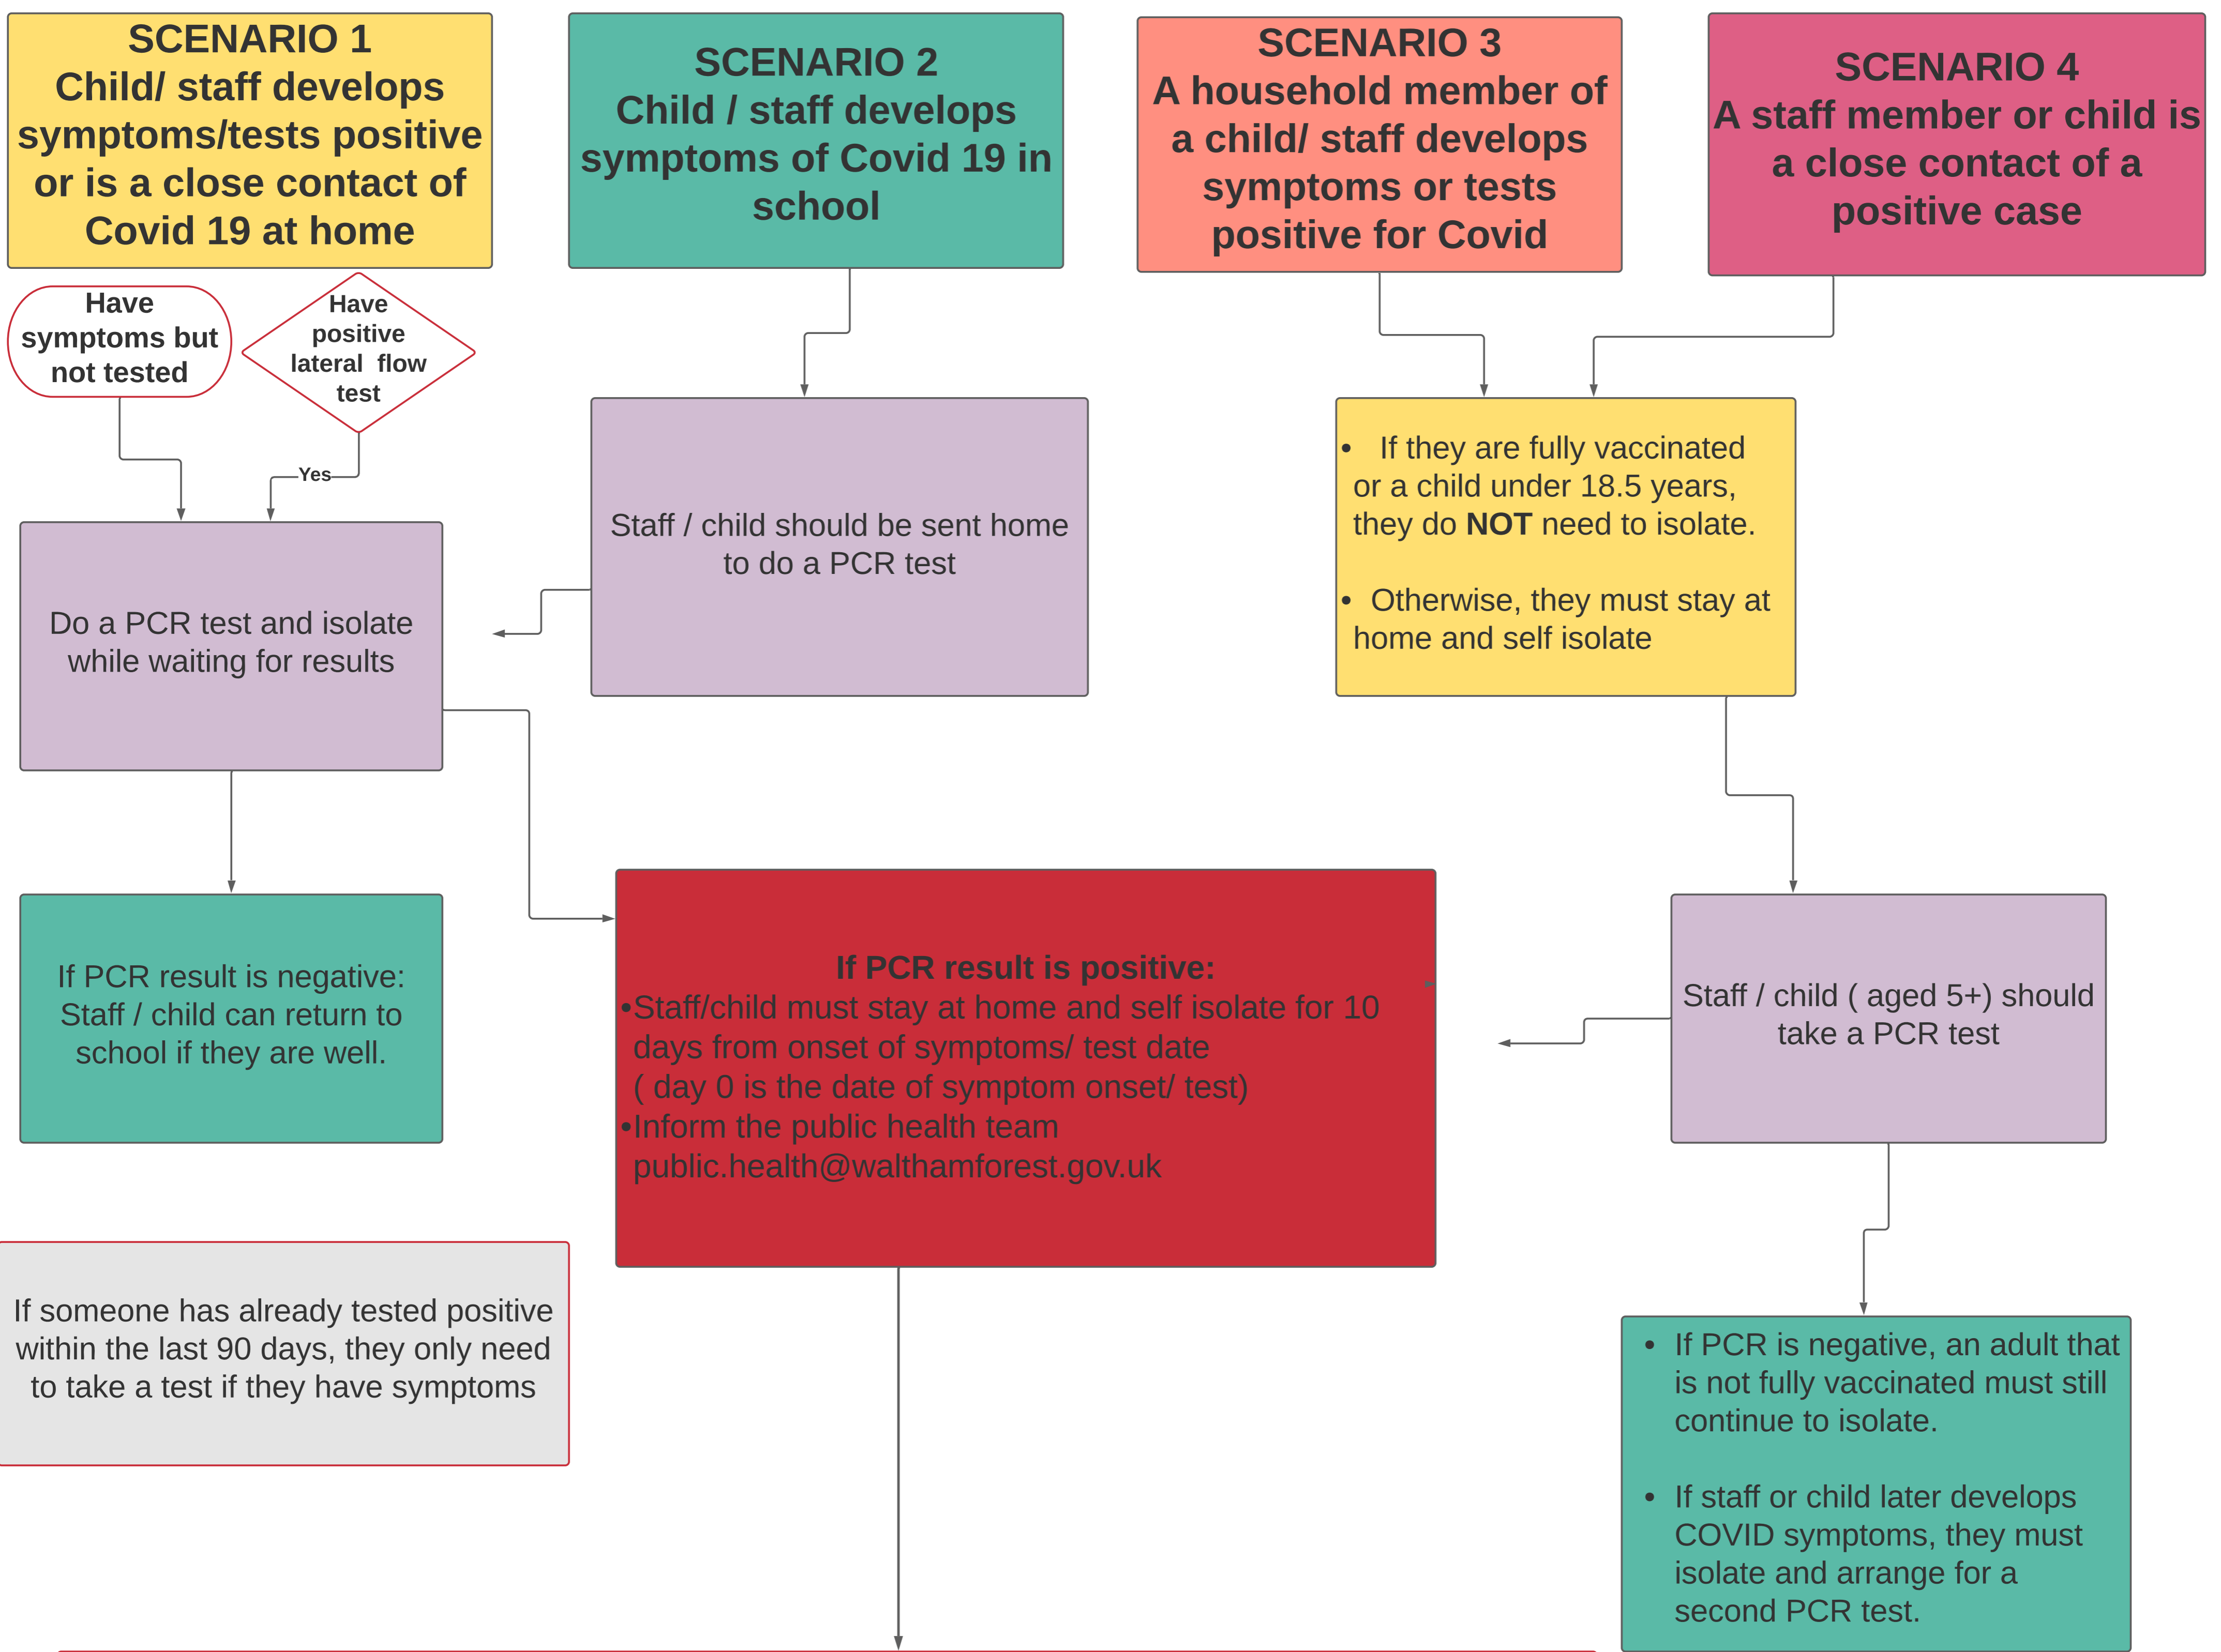 SCENARIO 1
Child/ staff develops
symptoms/tests positive
or is a close contact of
Covid 19 at home
SCENARIO 2
Child / staff develops
symptoms of Covid 19 in
school
SCENARIO 3
A household member of
a child/ staff develops
symptoms or tests
positive for Covid
SCENARIO 4
A staff member or child is
a close contact of a
positive case
Have
symptoms but
not tested
Have
positive
lateral flow
test
Yes
Do a PCR test and isolate
while waiting for results
Staff / child should be sent home
to do a PCR test
• If they are fully vaccinated
or a child under 18.5 years,
they do NOT need to isolate.
• Otherwise, they must stay at
home and self isolate
If PCR result is negative:
Staff / child can return to
school if they are well.
If PCR result is positive:
•Staff/child must stay at home and self isolate for 10
days from onset of symptoms/ test date
( day 0 is the date of symptom onset/ test)
•Inform the public health team
public.health@walthamforest.gov.uk
Staff / child ( aged 5+) should
take a PCR test
If someone has already tested positive
within the last 90 days, they only need
to take a test if they have symptoms
• If PCR is negative, an adult that
is not fully vaccinated must still
continue to isolate.
• If staff or child later develops
COVID symptoms, they must
isolate and arrange for a
second PCR test.